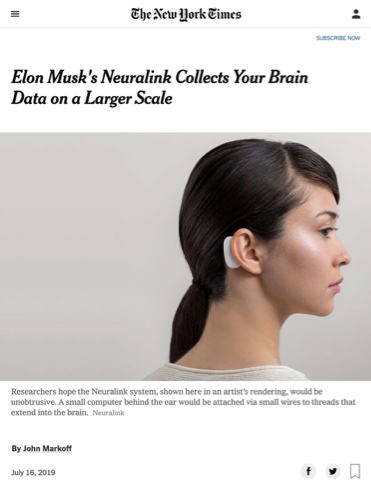 The New York Times
SUBSCRIBE NOW
Elon Musk's Neuralink Collects Your Brain
Data on a Larger Scale
Researchers hope the Neuralink system, shown here in an artist's rendering, would be
unobtrusive. A small computer behind the ear would be attached via small wires to threads that
extend into the brain. Neuralink
By John Markoff
July 16, 2019